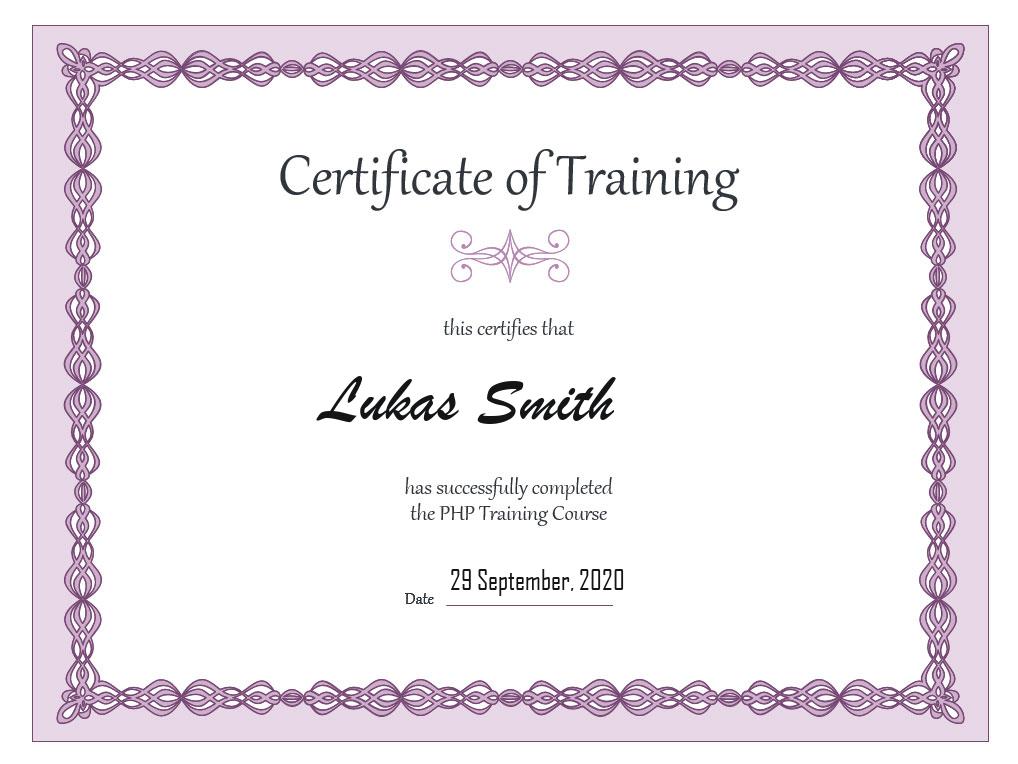 Certificate of Training
this certifies that
Lukas Smith
has successfully completed
the PHP Training Course
Date 29 September, 2020